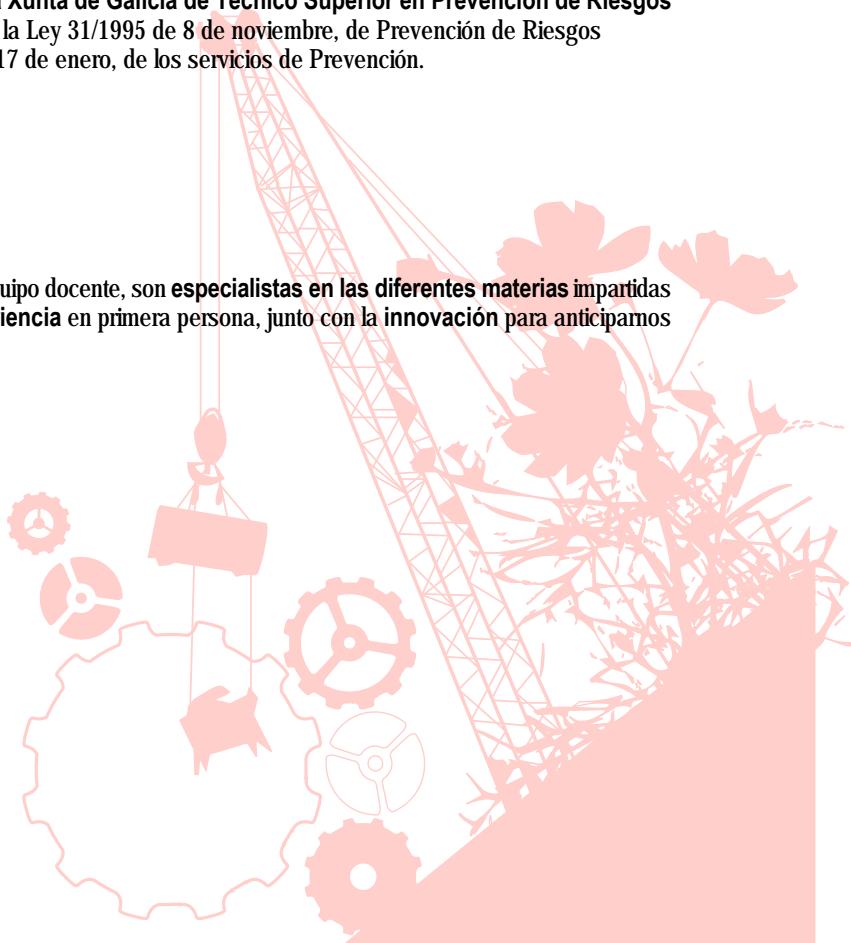 Xunta de Galicia de Técnico Superior en Prevención de Riesgos
la Ley 31/1995 de 8 de noviembre, de Prevención de Riesgos
17 de enero, de los servicios de Prevención.
uipo docente, son especialistas en las diferentes materias impartidas
iencia en primera persona, junto con la innovación para anticiparnos